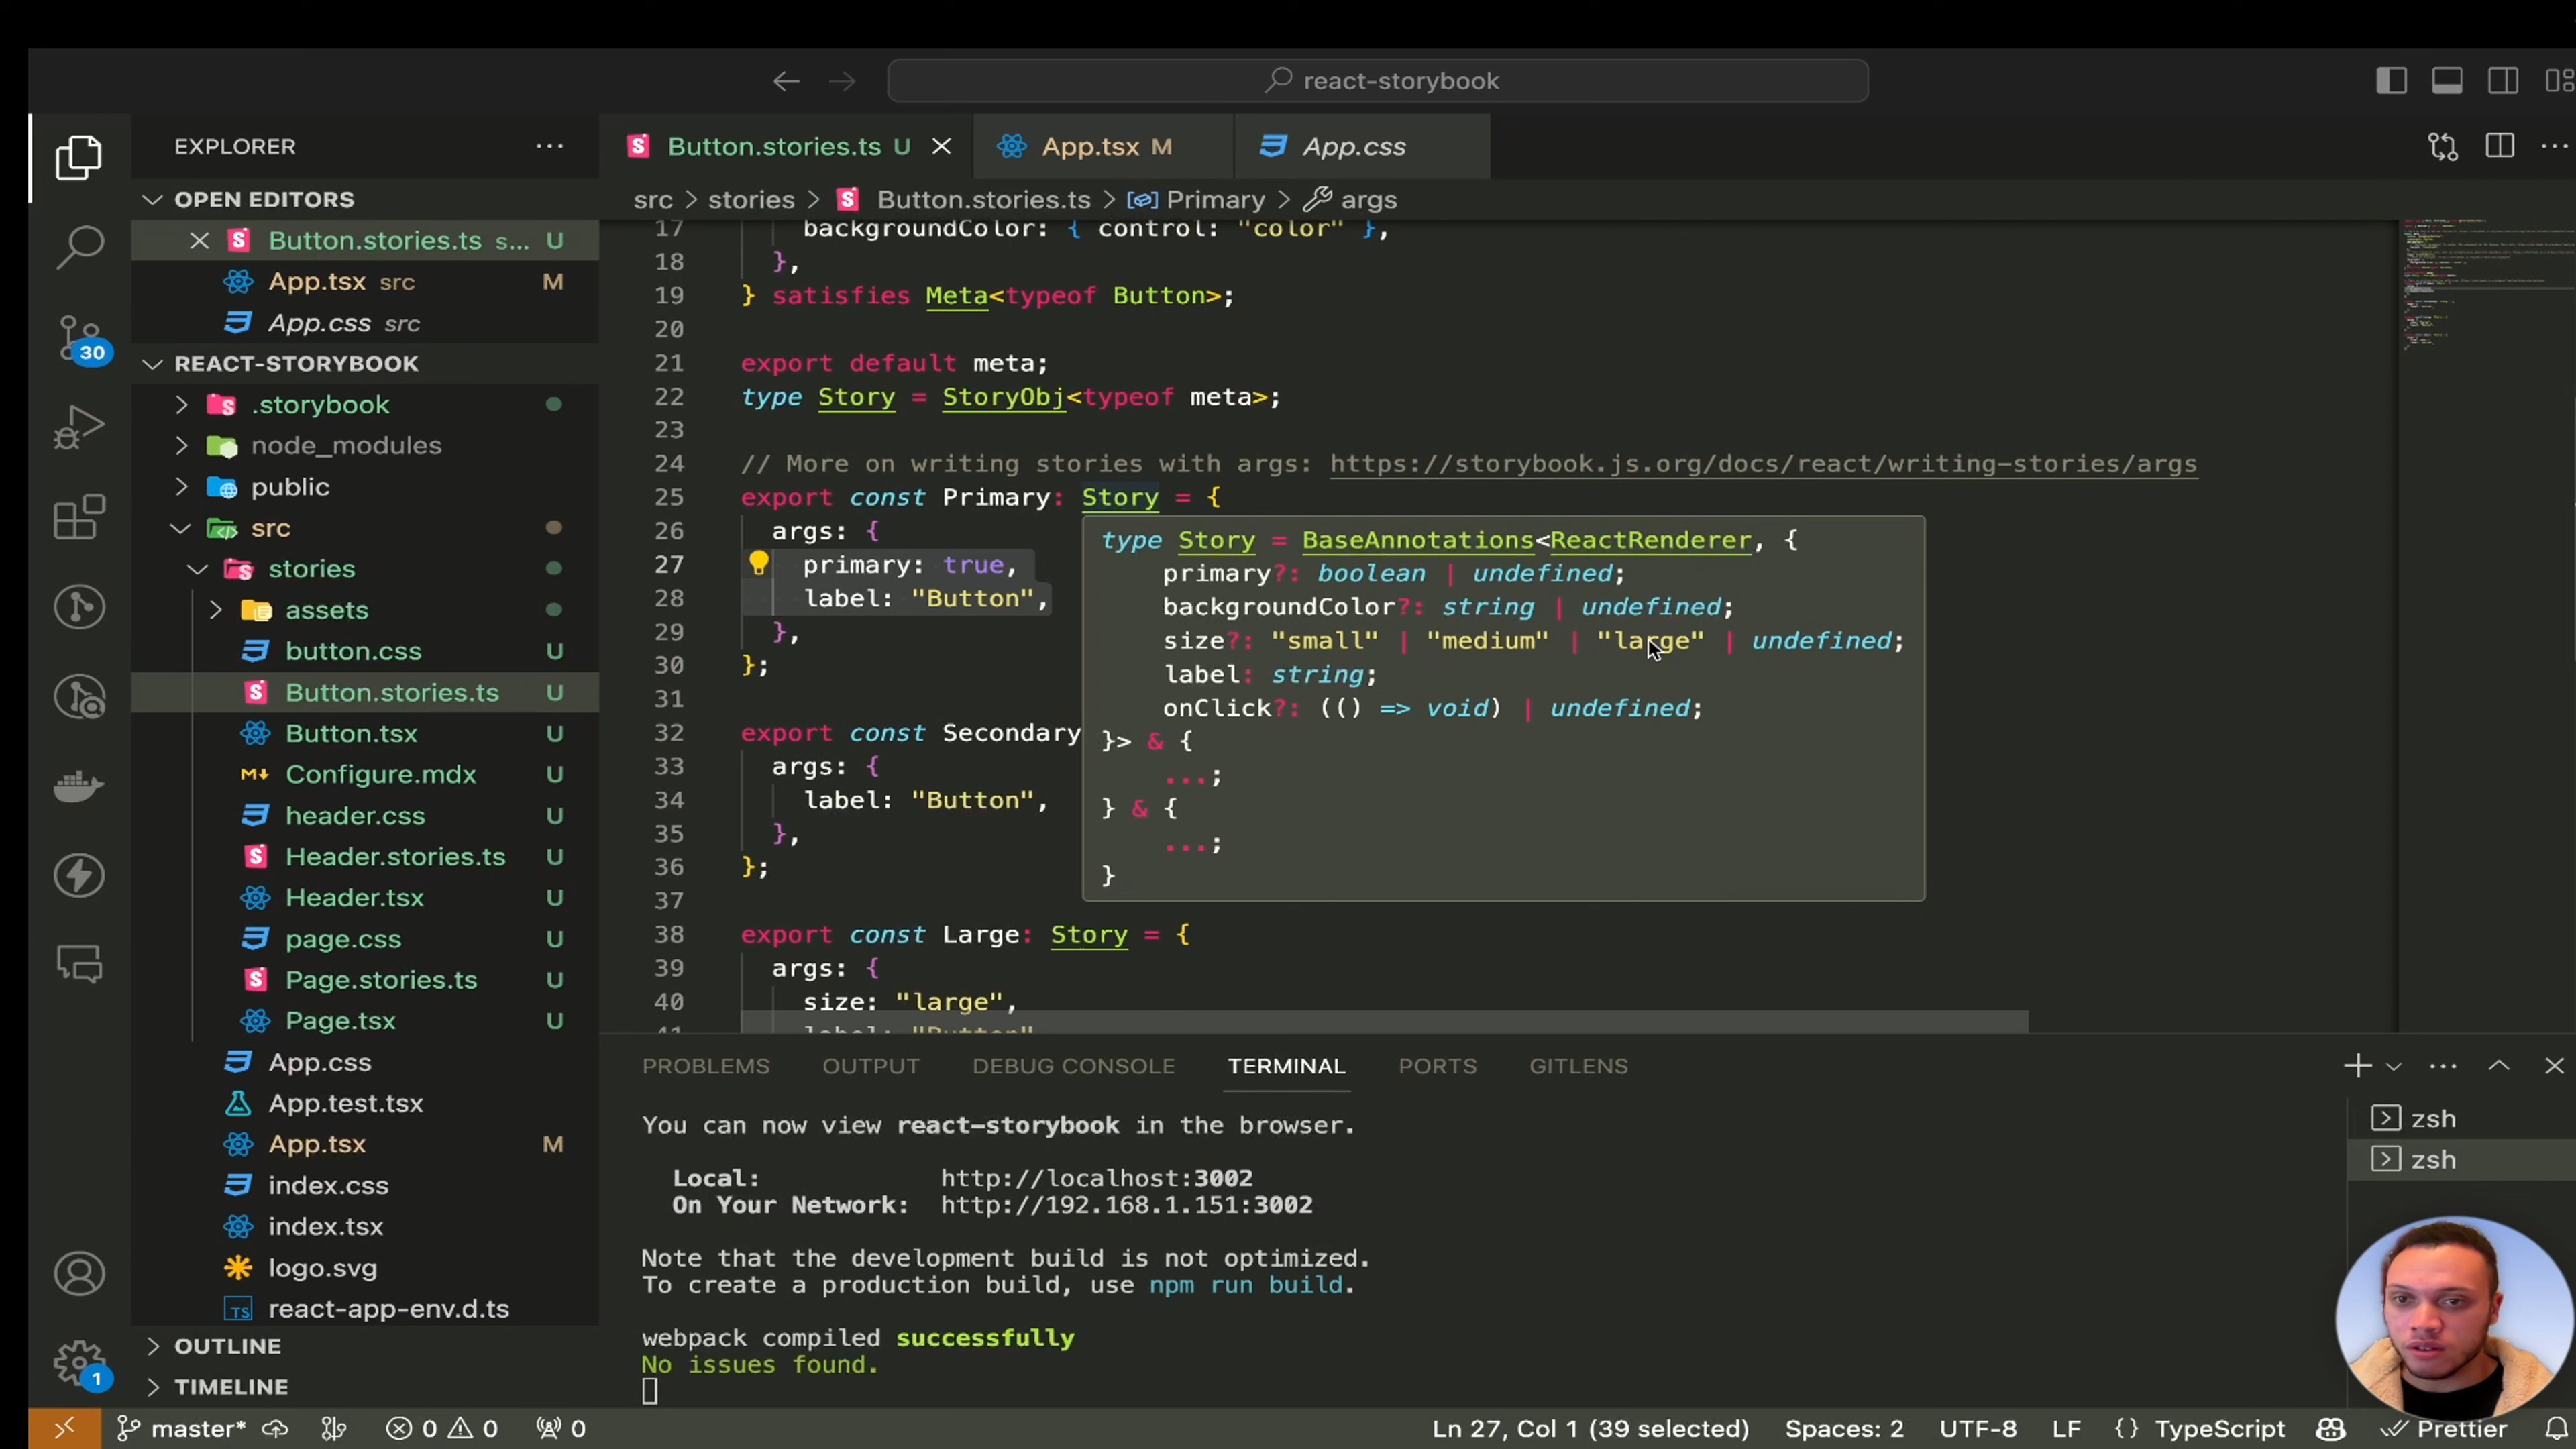 react-storybook
EXPLORER
OPEN EDITORS
Button.stories.ts s... U
App.tsx src M
App.css src
REACT-STORYBOOK
.storybook
node_modules
public
src
stories
assets
button.css U
Button.stories.ts U
Button.tsx U
Configure.mdx U
header.css U
Header.stories.ts U
Header.tsx U
page.css U
Page.stories.ts U
Page.tsx U
App.css
App.test.tsx
App.tsx M
index.css
index.tsx
logo.svg
TS react-app-env.d.ts
OUTLINE
TIMELINE
30
1
Button.stories.ts U
App.tsx M
App.css
src > stories > Button.stories.ts > Primary > args
17 backgroundColor: { control: "color" },
18 },
19 } satisfies Meta<typeof Button>;
20
21 export default meta;
22 type Story = StoryObj<typeof meta>;
23
24 // More on writing stories with args: https://storybook.js.org/docs/react/writing-stories/args
25 export const Primary: Story = {
26 args: {
27 primary: true,
28 label: "Button",
29 },
30 };
31
32 export const Secondary
33 args: {
34 label: "Button",
35 },
36 };
37
38 export const Large: Story = {
39 args: {
40 size: "large",
41 label: "Button"
type Story = BaseAnnotations<ReactRenderer, {
primary?: boolean | undefined;
backgroundColor?: string | undefined;
size?: "small" | "medium" | "large" | undefined;
label: string;
onClick?: (() => void) | undefined;
}> & {
...;
} & {
...;
}
PROBLEMS OUTPUT DEBUG CONSOLE TERMINAL PORTS GITLENS
You can now view react-storybook in the browser.
Local: http://localhost:3002
On Your Network: http://192.168.1.151:3002
Note that the development build is not optimized.
To create a production build, use npm run build.
webpack compiled successfully
No issues found.
zsh
zsh
master* 0 0 0 Ln 27, Col 1 (39 selected) Spaces: 2 UTF-8 LF {} TypeScript Prettier